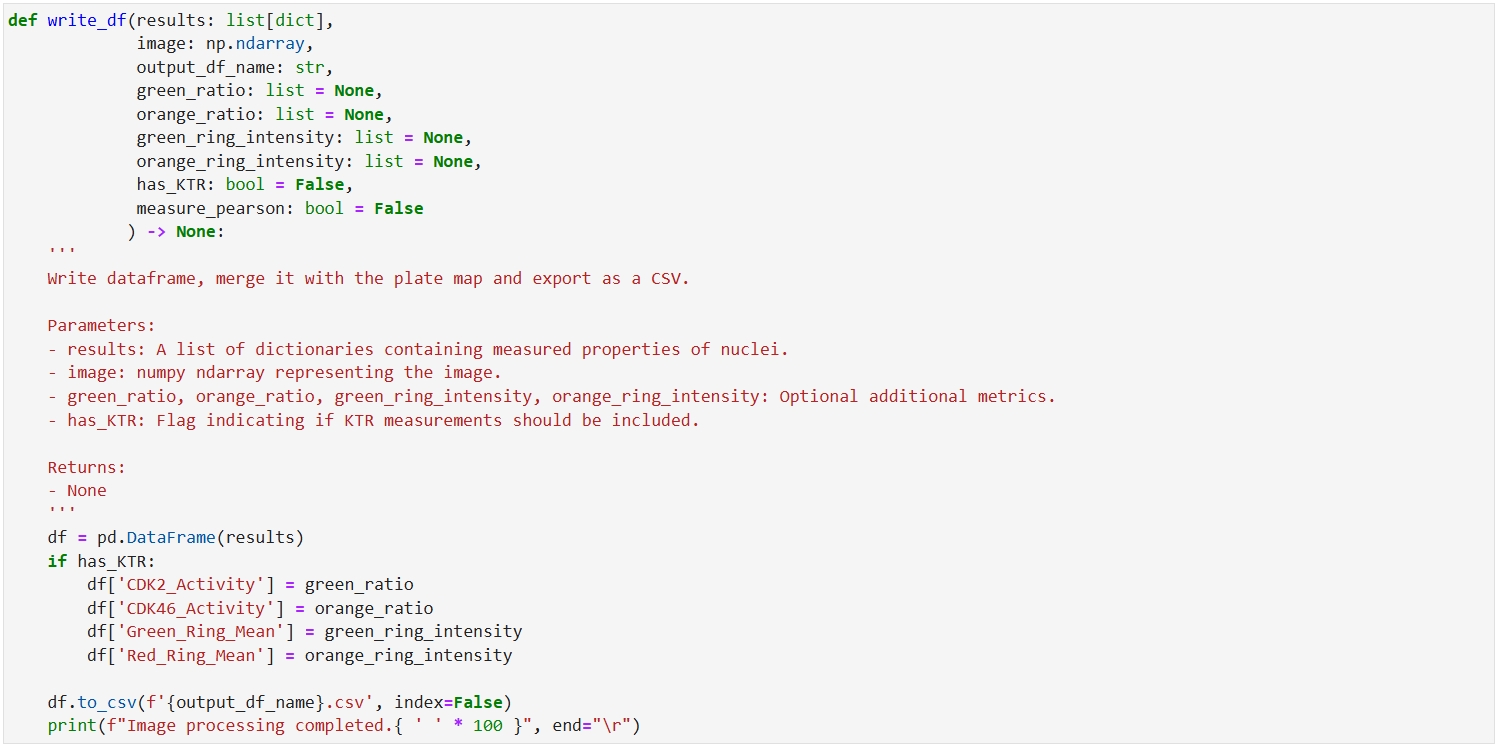 def write_df(results: list[dict],
             image: np.ndarray,
             output_df_name: str,
             green_ratio: list = None,
             orange_ratio: list = None,
             green_ring_intensity: list = None,
             orange_ring_intensity: list = None,
             has_KTR: bool = False,
             measure_pearson: bool = False
            ) -> None:
    '''
    Write dataframe, merge it with the plate map and export as a CSV.

    Parameters:
    - results: A list of dictionaries containing measured properties of nuclei.
    - image: numpy ndarray representing the image.
    - green_ratio, orange_ratio, green_ring_intensity, orange_ring_intensity: Optional additional metrics.
    - has_KTR: Flag indicating if KTR measurements should be included.

    Returns:
    - None
    '''
    df = pd.DataFrame(results)
    if has_KTR:
        df['CDK2_Activity'] = green_ratio
        df['CDK46_Activity'] = orange_ratio
        df['Green_Ring_Mean'] = green_ring_intensity
        df['Red_Ring_Mean'] = orange_ring_intensity

    df.to_csv(f'{output_df_name}.csv', index=False)
    print(f"Image processing completed.{ ' ' * 100 }", end="\r")